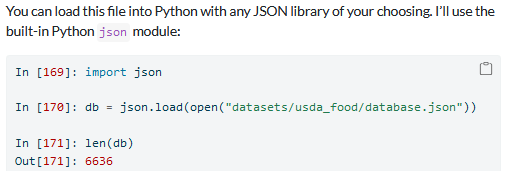 You can load this file into Python with any JSON library of your choosing. I'll use the
built-in Python json module:
In [169]: import json
In [170]: db = json.load(open("datasets/usda_food/database.json"))
In [171]: len(db)
Out[171]: 6636